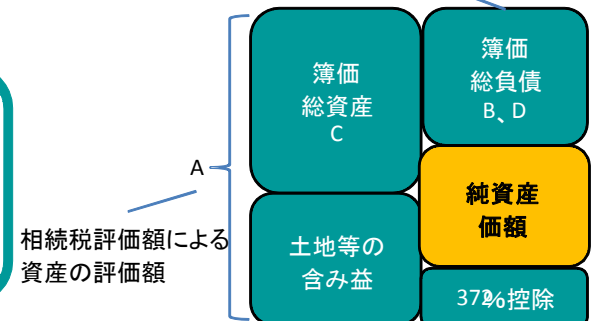 簿価
総資産
C
簿価
総負債
B、D
A
純資産
価額
相続税評価額による
資産の評価額
土地等の
含み益
%控除